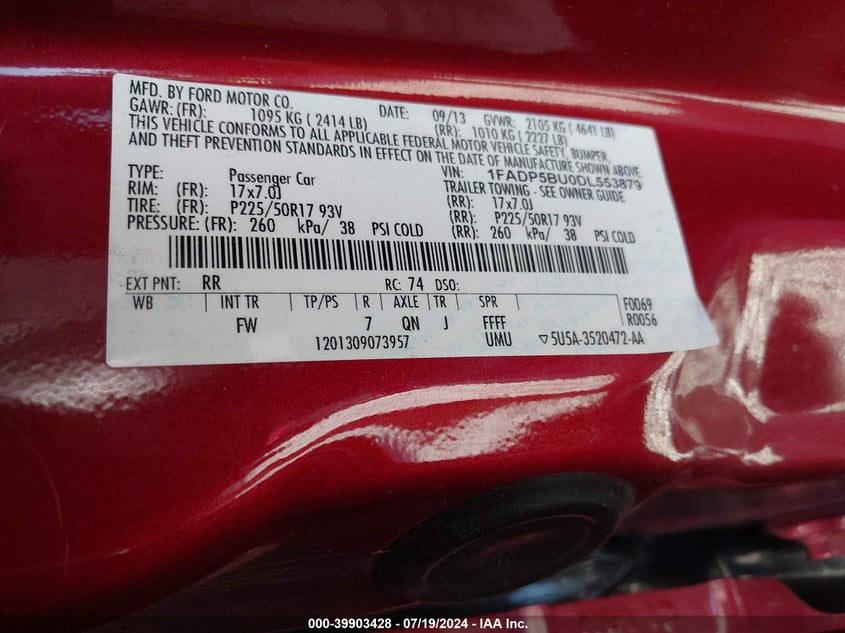 MFD. BY FORD MOTOR CO. DATE: 09/13 GVWR: 2105 KG ( 4641 LB)
GAWR: (FR): 1095 KG ( 2414 LB) (RR): 1010 KG ( 2227 LB)
THIS VEHICLE CONFORMS TO ALL APPLICABLE FEDERAL MOTOR VEHICLE SAFETY, BUMPER,
AND THEFT PREVENTION STANDARDS IN EFFECT ON THE DATE OF MANUFACTURE SHOWN ABOVE.
VIN: 1FADP5BU0DL553879
TYPE: Passenger Car TRAILER TOWING - SEE OWNER GUIDE
RIM: (FR): 17x7.0J (RR): 17x7.0J
TIRE: (FR): P225/50R17 93V (RR): P225/50R17 93V
PRESSURE: (FR): 260 kPa/ 38 PSI COLD (RR): 260 kPa/ 38 PSI COLD
EXT PNT: RR RC: 74 DSO:
WB INT TR TP/PS R AXLE TR SPR F0069
FW 7 QN J FFFF R0056
1201309073957 UMU ▽5U5A-3520472-AA
000-39903428 - 07/19/2024 - IAA Inc.